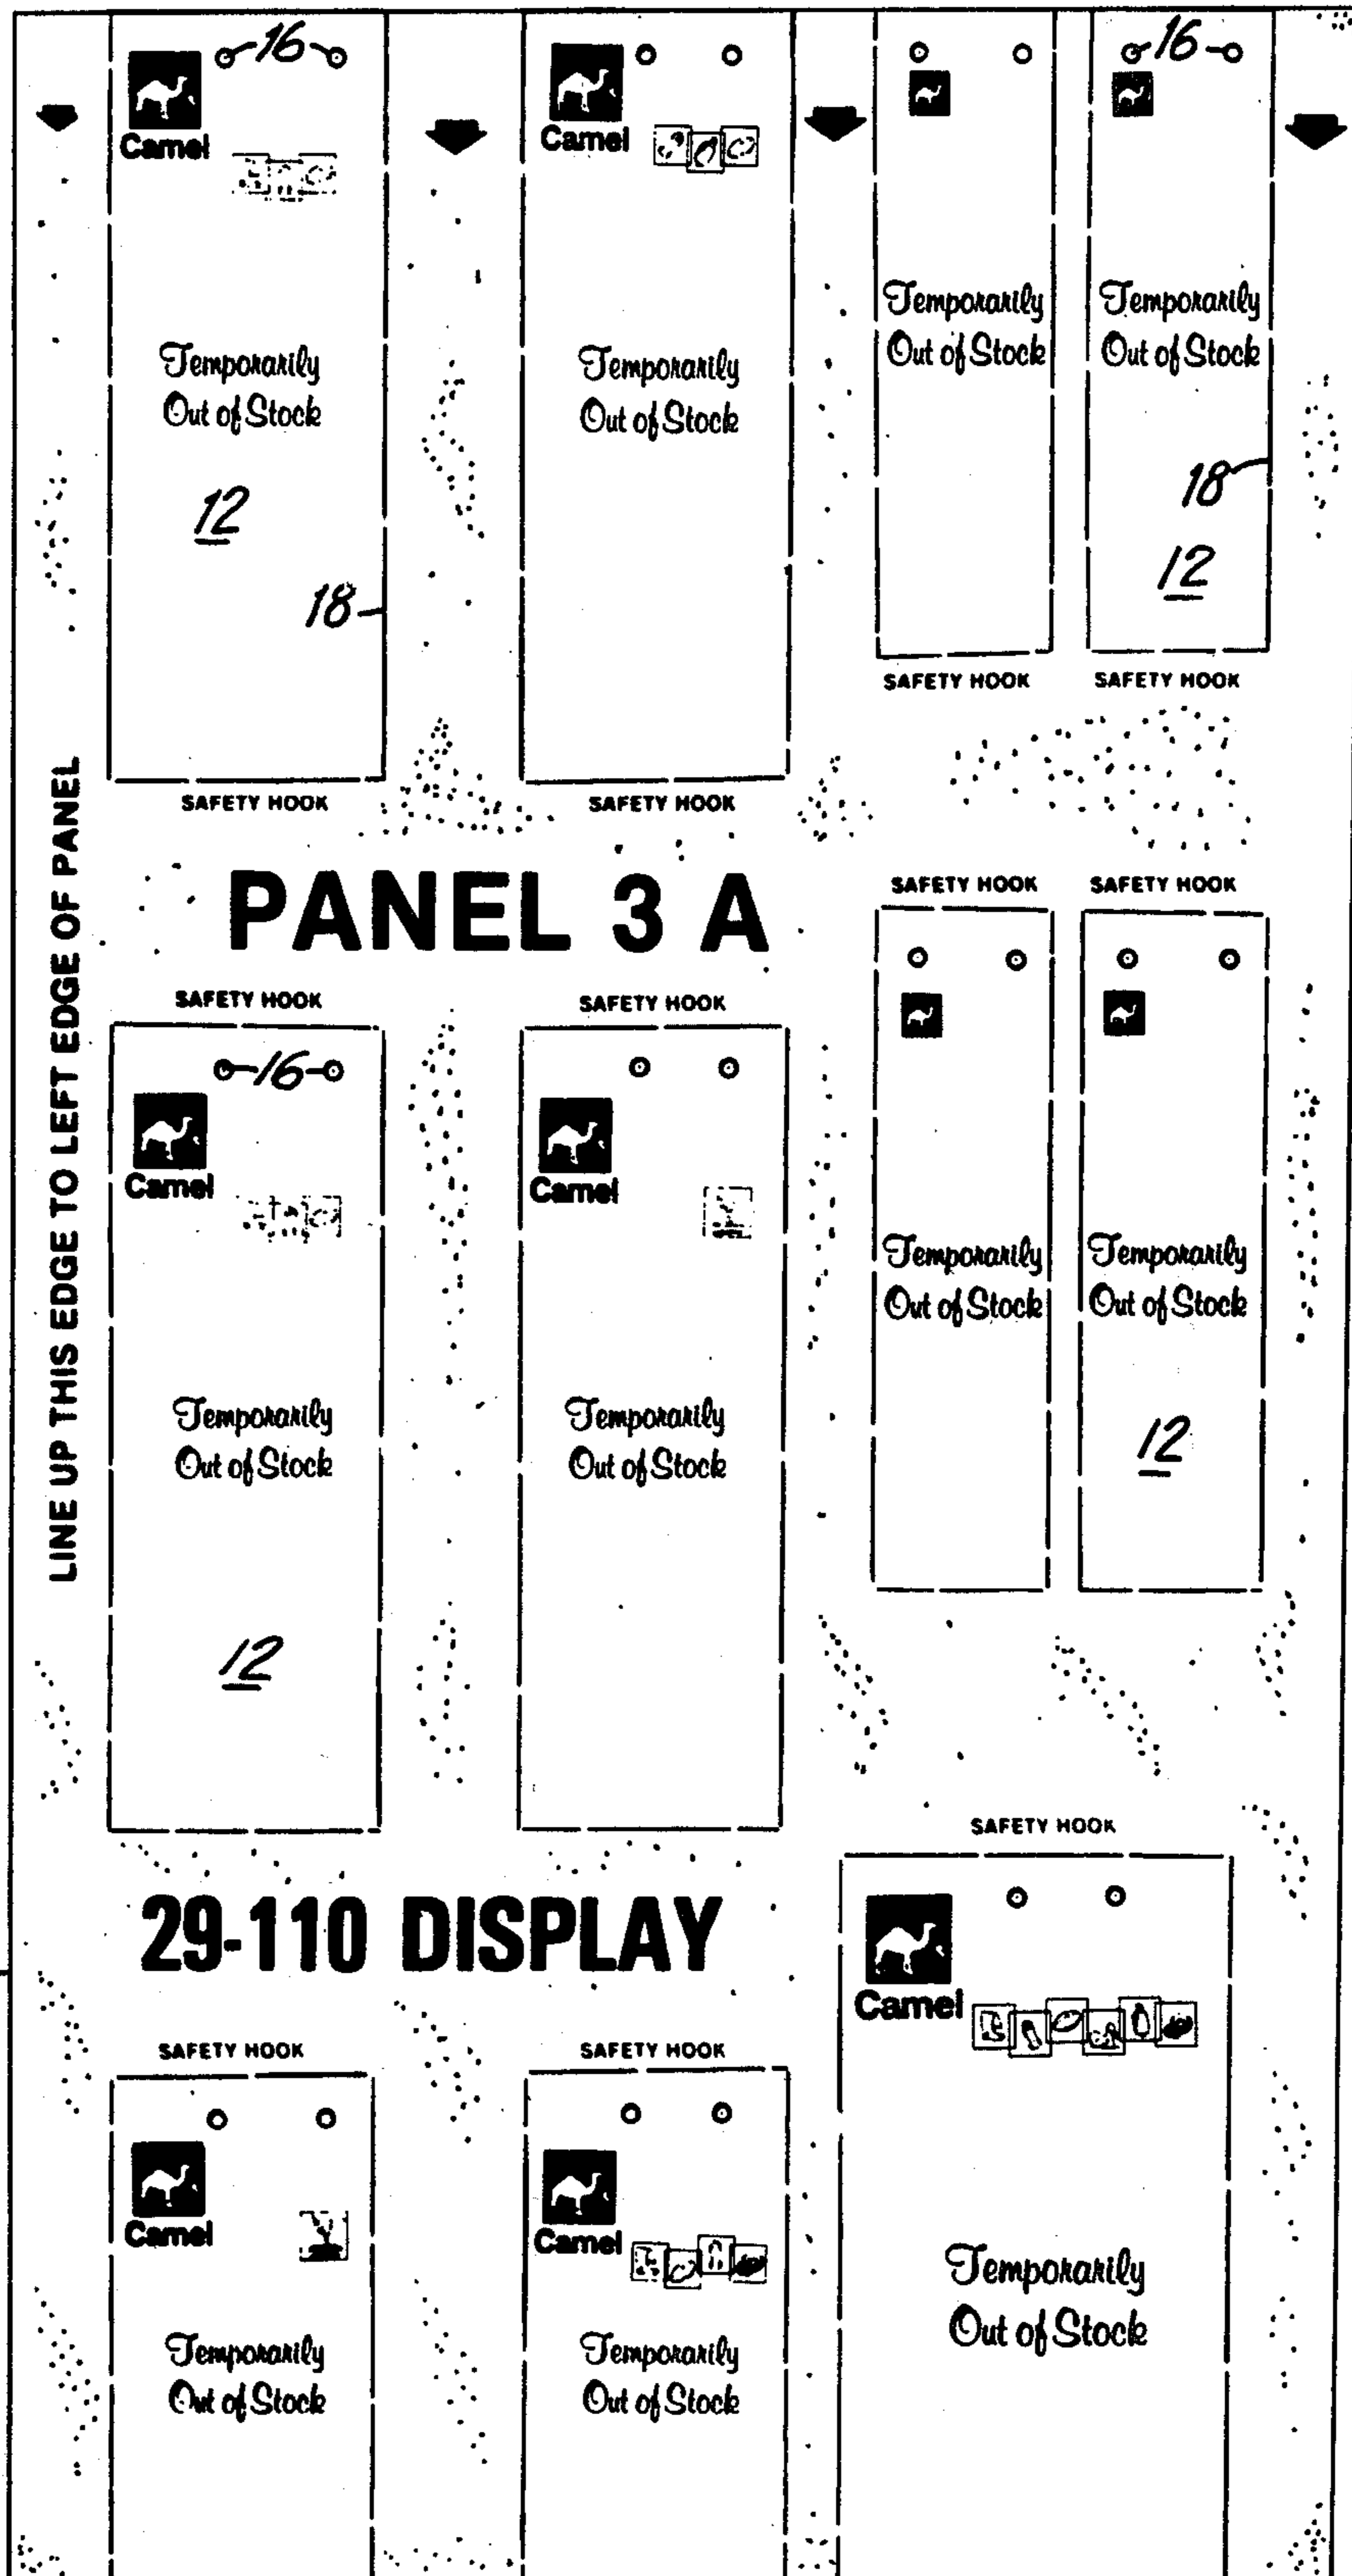 16
Camel
Temporarily
Out of Stock
12
18
SAFETY HOOK
Camel
Temporarily
Out of Stock
SAFETY HOOK
Temporarily
Out of Stock
SAFETY HOOK
16
Temporarily
Out of Stock
18
12
SAFETY HOOK
LINE UP THIS EDGE TO LEFT EDGE OF PANEL
PANEL 3 A
SAFETY HOOK
16
Camel
Temporarily
Out of Stock
12
SAFETY HOOK
Camel
Temporarily
Out of Stock
SAFETY HOOK
Temporarily
Out of Stock
SAFETY HOOK
Temporarily
Out of Stock
12
29-110 DISPLAY
SAFETY HOOK
Camel
Temporarily
Out of Stock
SAFETY HOOK
Camel
Temporarily
Out of Stock
SAFETY HOOK
Camel
Temporarily
Out of Stock